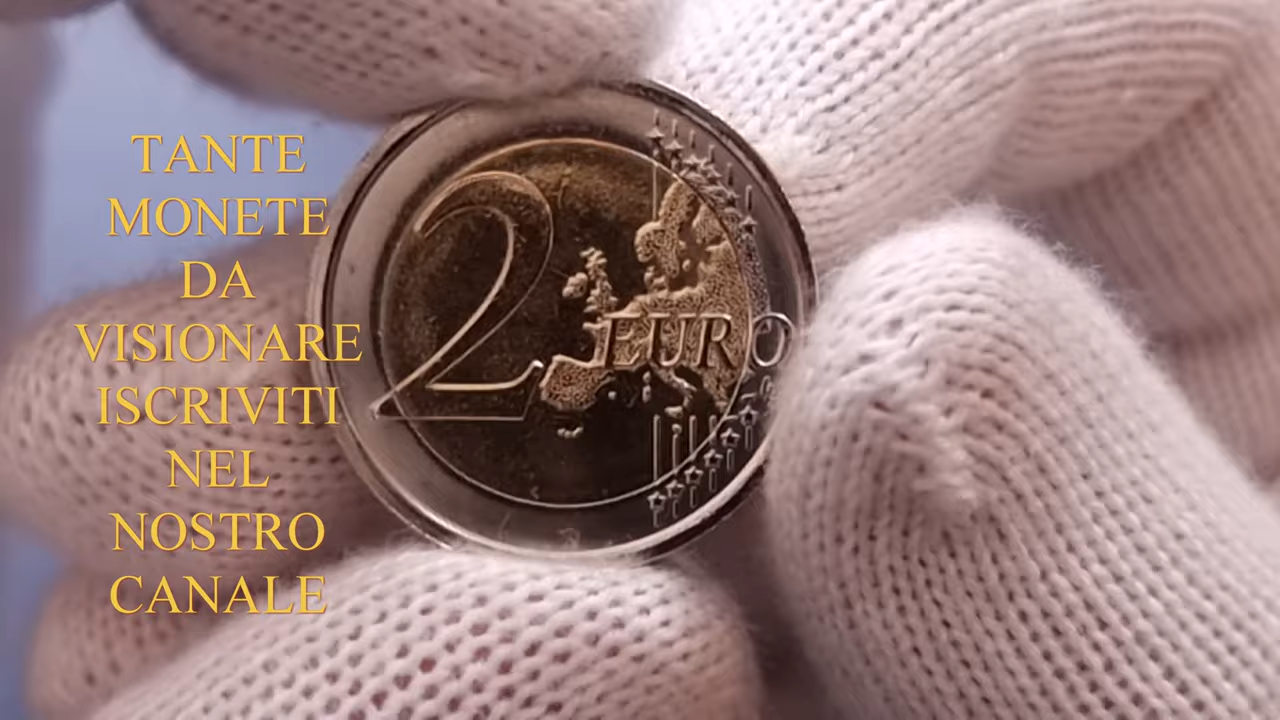 TANTE
MONETE
DA
VISIONARE
ISCRIVITI
NEL
NOSTRO
CANALE
2
EURO